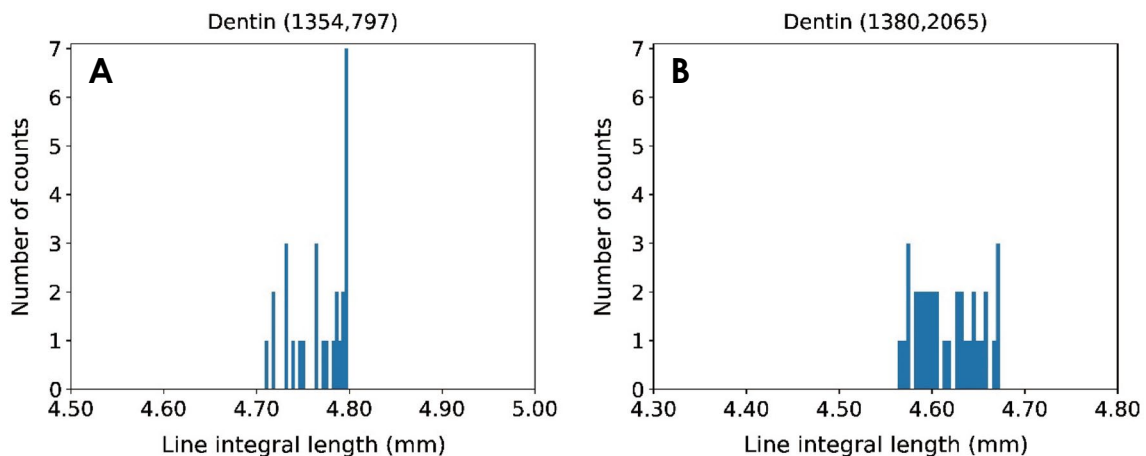 Dentin (1354,797)
A
Number of counts
7
6
5
4
3
2
1
0
4.50 4.60 4.70 4.80 4.90 5.00
Line integral length (mm)
Dentin (1380,2065)
B
Number of counts
7
6
5
4
3
2
1
0
4.30 4.40 4.50 4.60 4.70 4.80
Line integral length (mm)